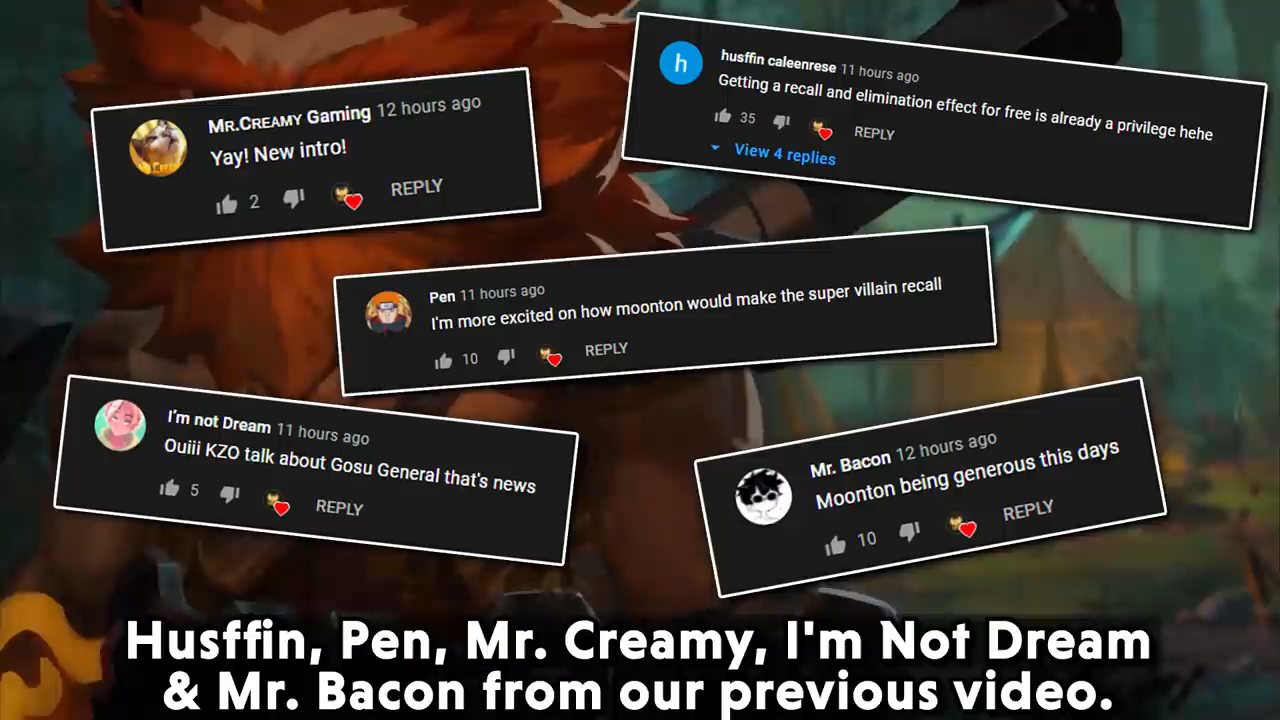 Mr.Creamy Gaming 12 hours ago
Yay! New intro!
2 REPLY
h
husffin caleenrese 11 hours ago
Getting a recall and elimination effect for free is already a privilege hehe
35 REPLY
View 4 replies
Pen 11 hours ago
I'm more excited on how moonton would make the super villain recall
10 REPLY
I'm not Dream 11 hours ago
Ouiii KZO talk about Gosu General that's news
5 REPLY
Mr. Bacon 12 hours ago
Moonton being generous this days
10 REPLY
Husffin, Pen, Mr. Creamy, I'm Not Dream
& Mr. Bacon from our previous video.